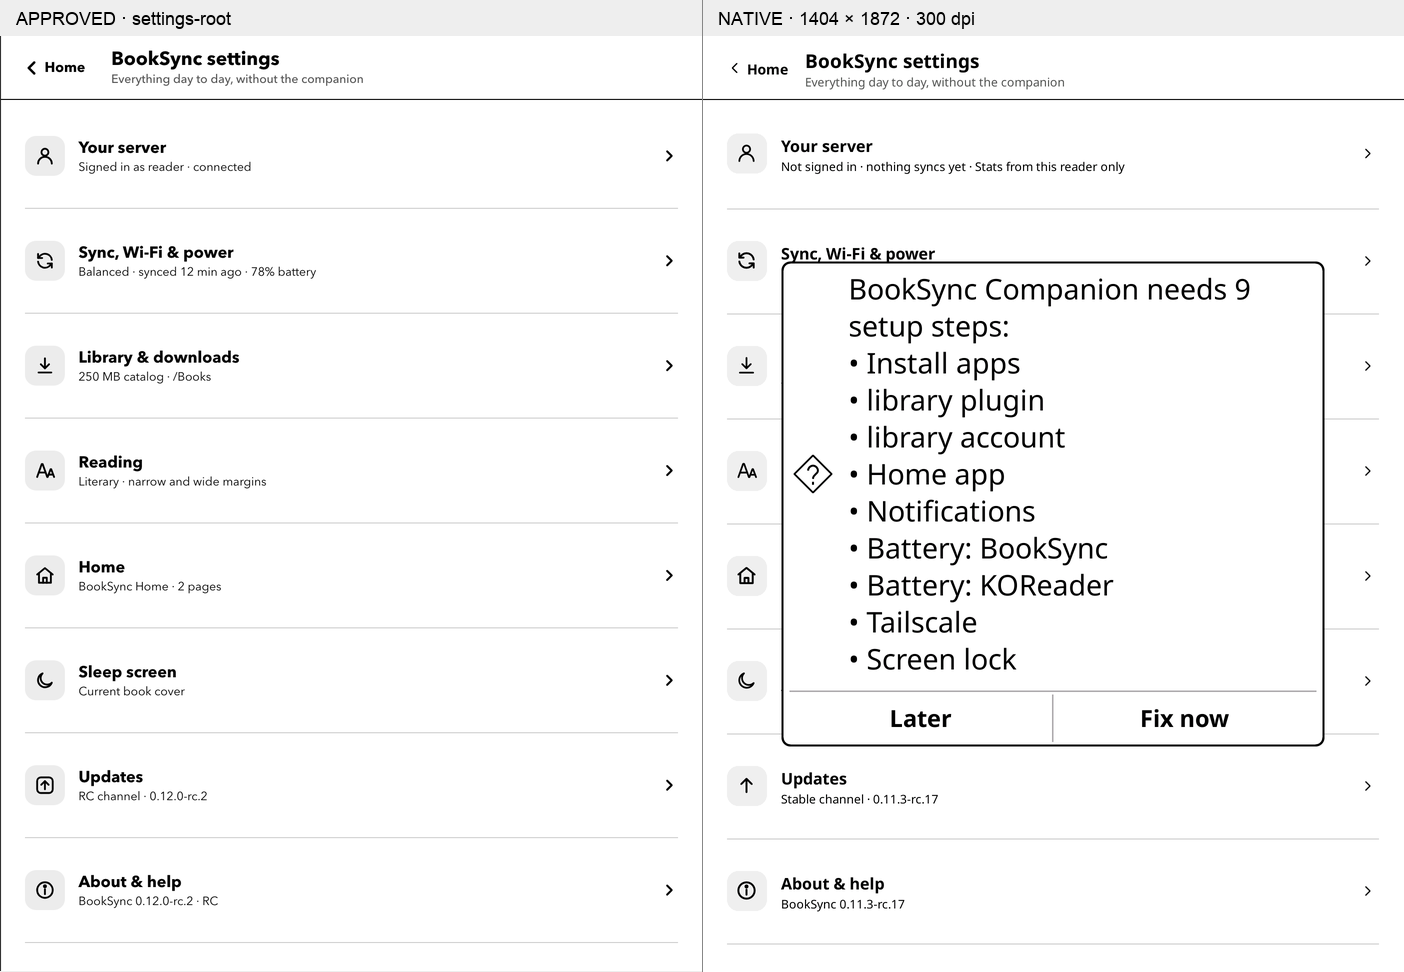 APPROVED · settings-root
Home
BookSync settings
Everything day to day, without the companion
Your server
Signed in as reader · connected
Sync, Wi-Fi & power
Balanced · synced 12 min ago · 78% battery
Library & downloads
250 MB catalog · /Books
Reading
Literary · narrow and wide margins
Home
BookSync Home · 2 pages
Sleep screen
Current book cover
Updates
RC channel · 0.12.0-rc.2
About & help
BookSync 0.12.0-rc.2 · RC
NATIVE · 1404 × 1872 · 300 dpi
Home
BookSync settings
Everything day to day, without the companion
Your server
Not signed in · nothing syncs yet · Stats from this reader only
Sync, Wi-Fi & power
BookSync Companion needs 9
setup steps:
• Install apps
• library plugin
• library account
• Home app
• Notifications
• Battery: BookSync
• Battery: KOReader
• Tailscale
• Screen lock
Later
Fix now
Updates
Stable channel · 0.11.3-rc.17
About & help
BookSync 0.11.3-rc.17